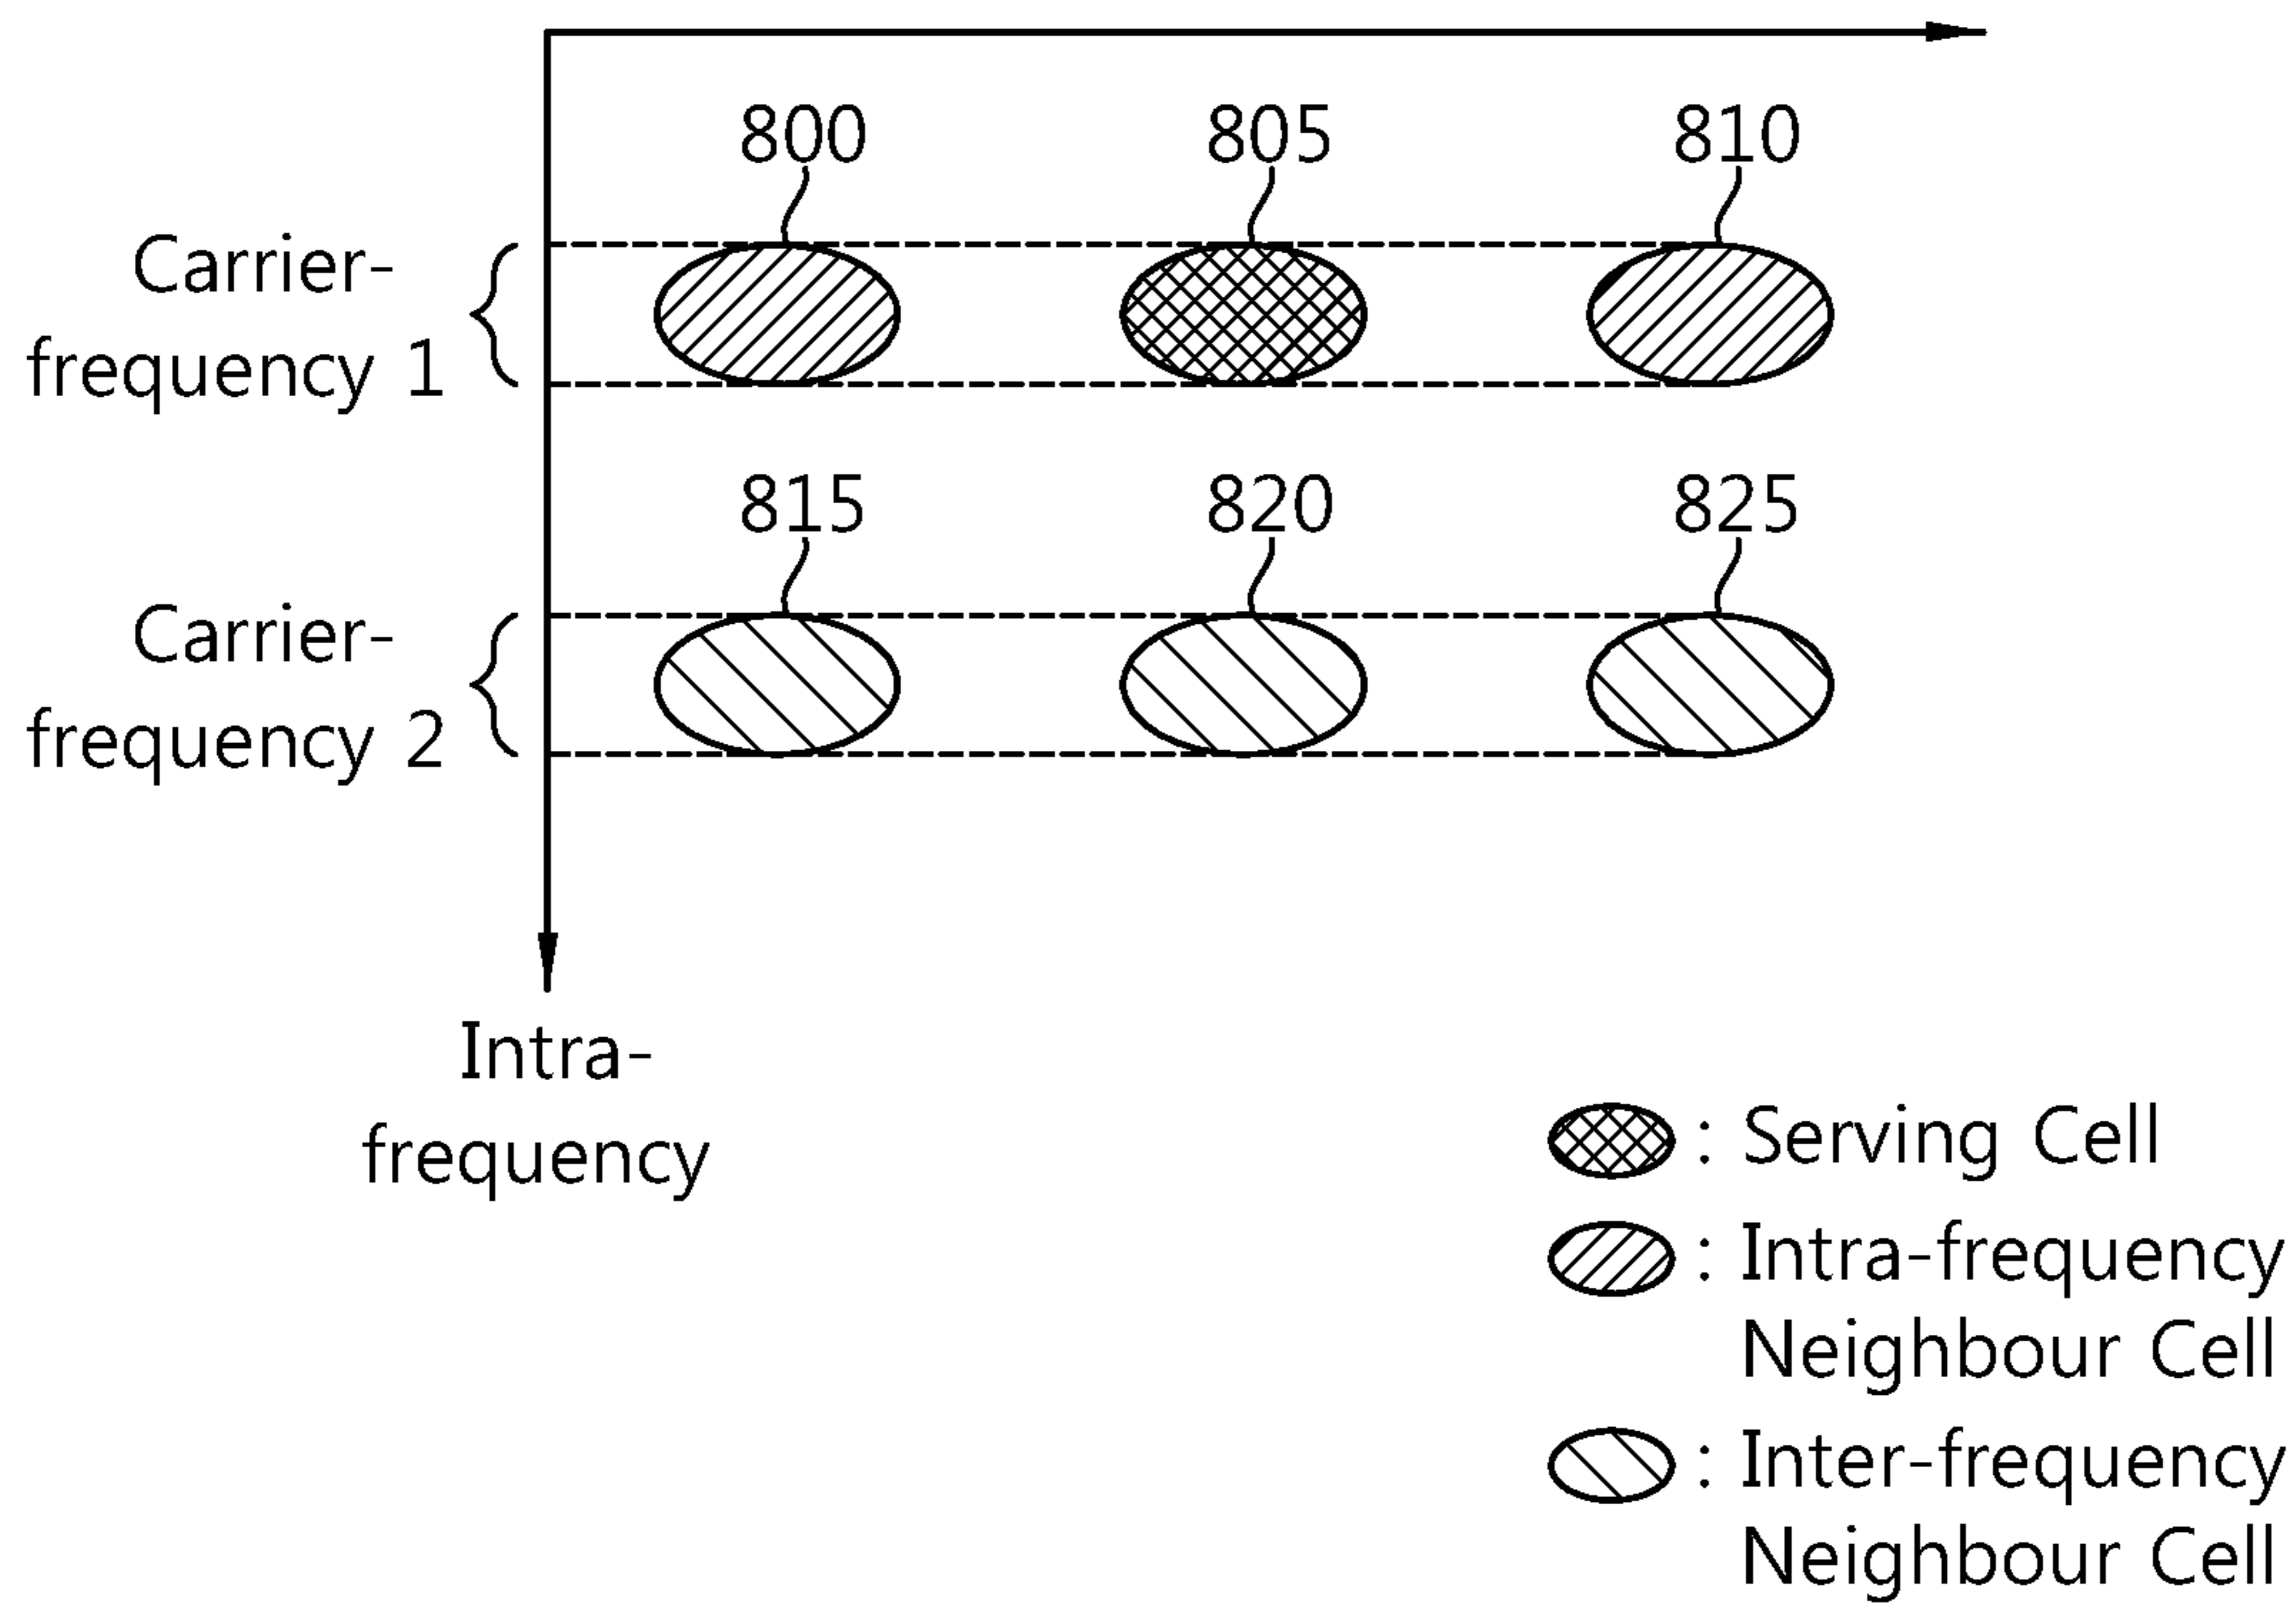 800 805 810
Carrier-
frequency 1
815 820 825
Carrier-
frequency 2
Intra-
frequency
: Serving Cell
: Intra-frequency
Neighbour Cell
: Inter-frequency
Neighbour Cell